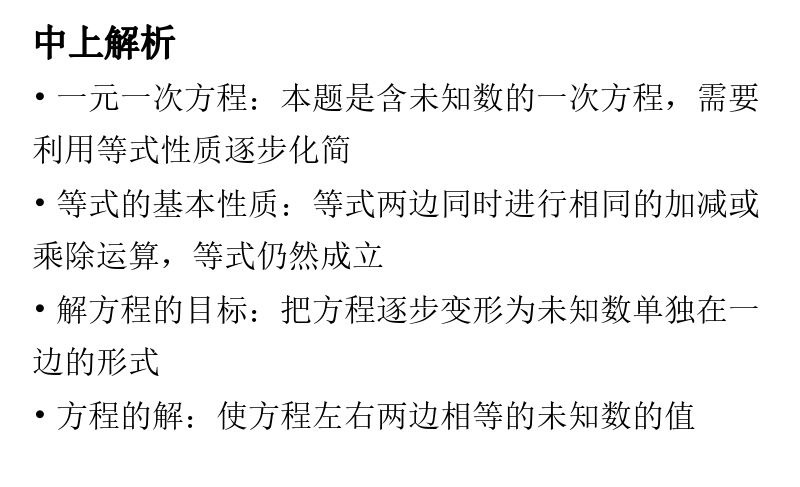 中上解析
• 一元一次方程：本题是含未知数的一次方程，需要
利用等式性质逐步化简
• 等式的基本性质：等式两边同时进行相同的加减或
乘除运算，等式仍然成立
• 解方程的目标：把方程逐步变形为未知数单独在一
边的形式
• 方程的解：使方程左右两边相等的未知数的值